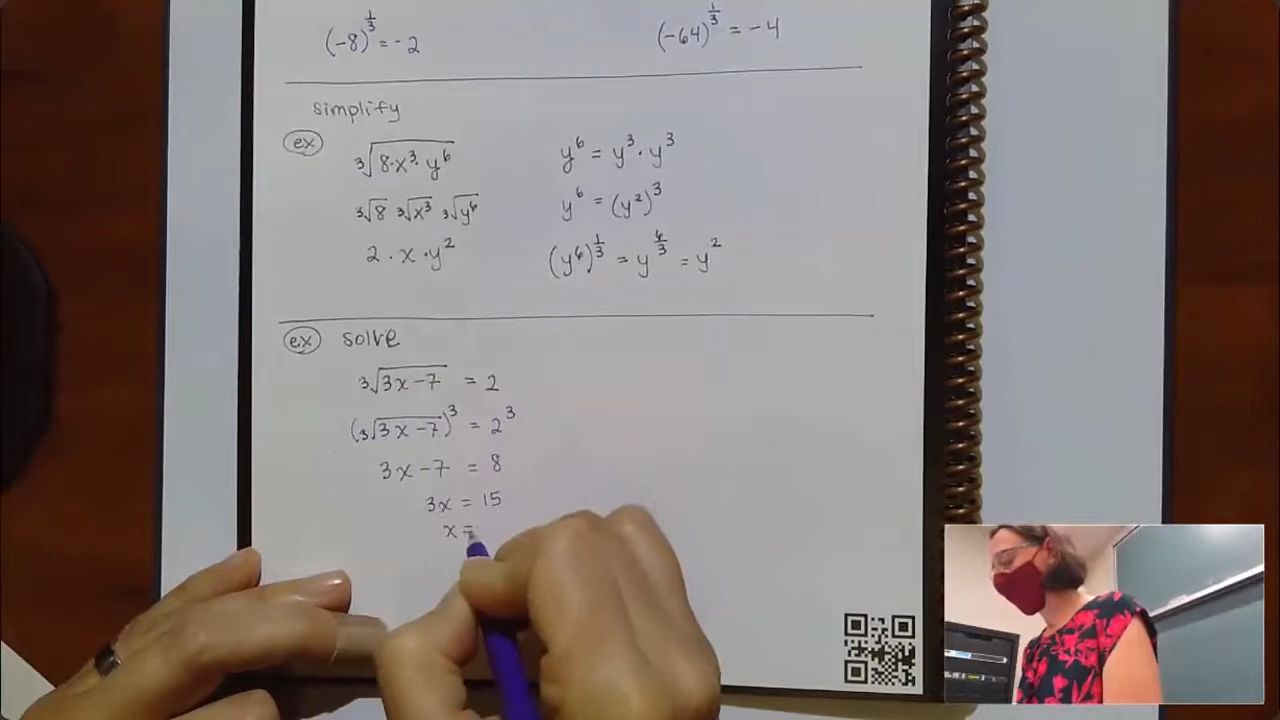 (-8)^{1/3} = -2
(-64)^{1/3} = -4
simplify
ex
∛(8·x³·y⁶)
∛8 ∛x³ ∛y⁶
2 · x · y²
y⁶ = y³ · y³
y⁶ = (y²)³
(y⁶)^{1/3} = y^{6/3} = y²
ex solve
∛(3x-7) = 2
(∛(3x-7))³ = 2³
3x-7 = 8
3x = 15
x =